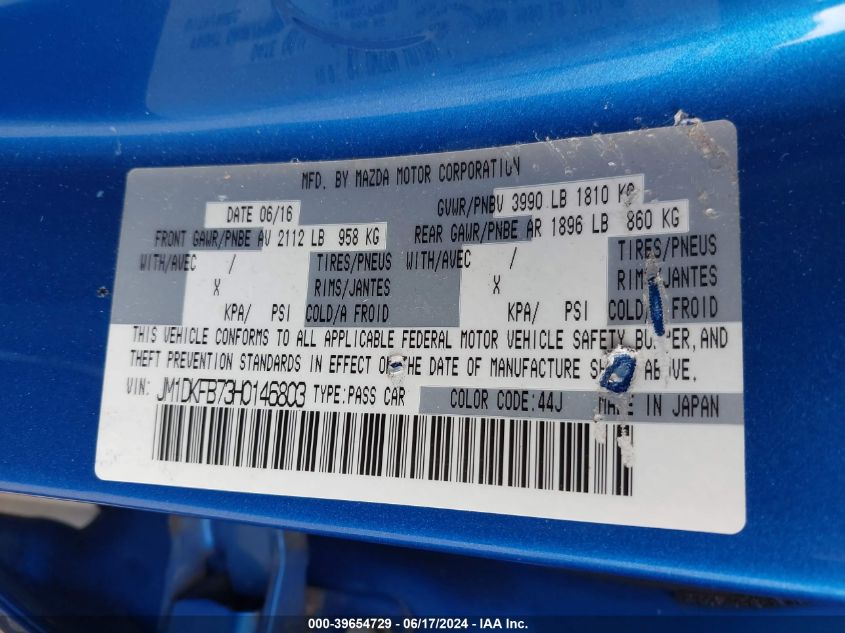 MFD. BY MAZDA MOTOR CORPORATION
DATE 06/16 GVWR/PNBV 3990 LB 1810 KG
FRONT GAWR/PNBE AV 2112 LB 958 KG REAR GAWR/PNBE AR 1896 LB 860 KG
WITH/AVEC / TIRES/PNEUS WITH/AVEC / TIRES/PNEUS
X RIMS/JANTES X RIMS/JANTES
KPA/ PSI COLD/A FROID KPA/ PSI COLD/A FROID
THIS VEHICLE CONFORMS TO ALL APPLICABLE FEDERAL MOTOR VEHICLE SAFETY, BUMPER, AND
THEFT PREVENTION STANDARDS IN EFFECT ON THE DATE OF MANUFACTURE SHOWN ABOVE.
VIN: JM1DKFB73H0146803 TYPE:PASS CAR COLOR CODE:44J MADE IN JAPAN
000-39654729 - 06/17/2024 - IAA Inc.